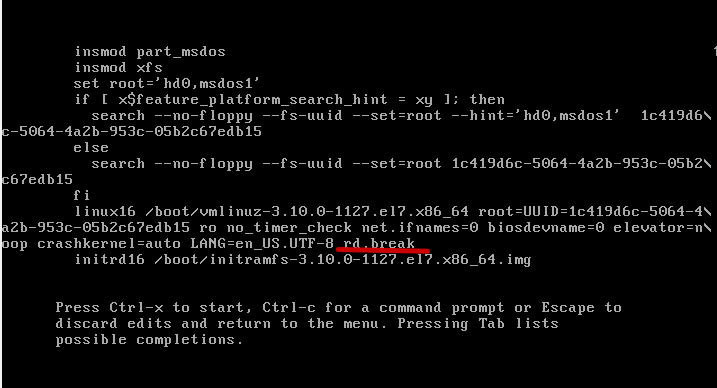 insmod part_msdos
insmod xfs
set root='hd0,msdos1'
if [ x$feature_platform_search_hint = xy ]; then
search --no-floppy --fs-uuid --set=root --hint='hd0,msdos1'  1c419d6\
c-5064-4a2b-953c-05b2c67edb15
else
search --no-floppy --fs-uuid --set=root 1c419d6c-5064-4a2b-953c-05b2\
c67edb15
fi
linux16 /boot/vmlinuz-3.10.0-1127.el7.x86_64 root=UUID=1c419d6c-5064-4\
a2b-953c-05b2c67edb15 ro no_timer_check net.ifnames=0 biosdevname=0 elevator=n\
oop crashkernel=auto LANG=en_US.UTF-8 rd.break
initrd16 /boot/initramfs-3.10.0-1127.el7.x86_64.img
Press Ctrl-x to start, Ctrl-c for a command prompt or Escape to
discard edits and return to the menu. Pressing Tab lists
possible completions.